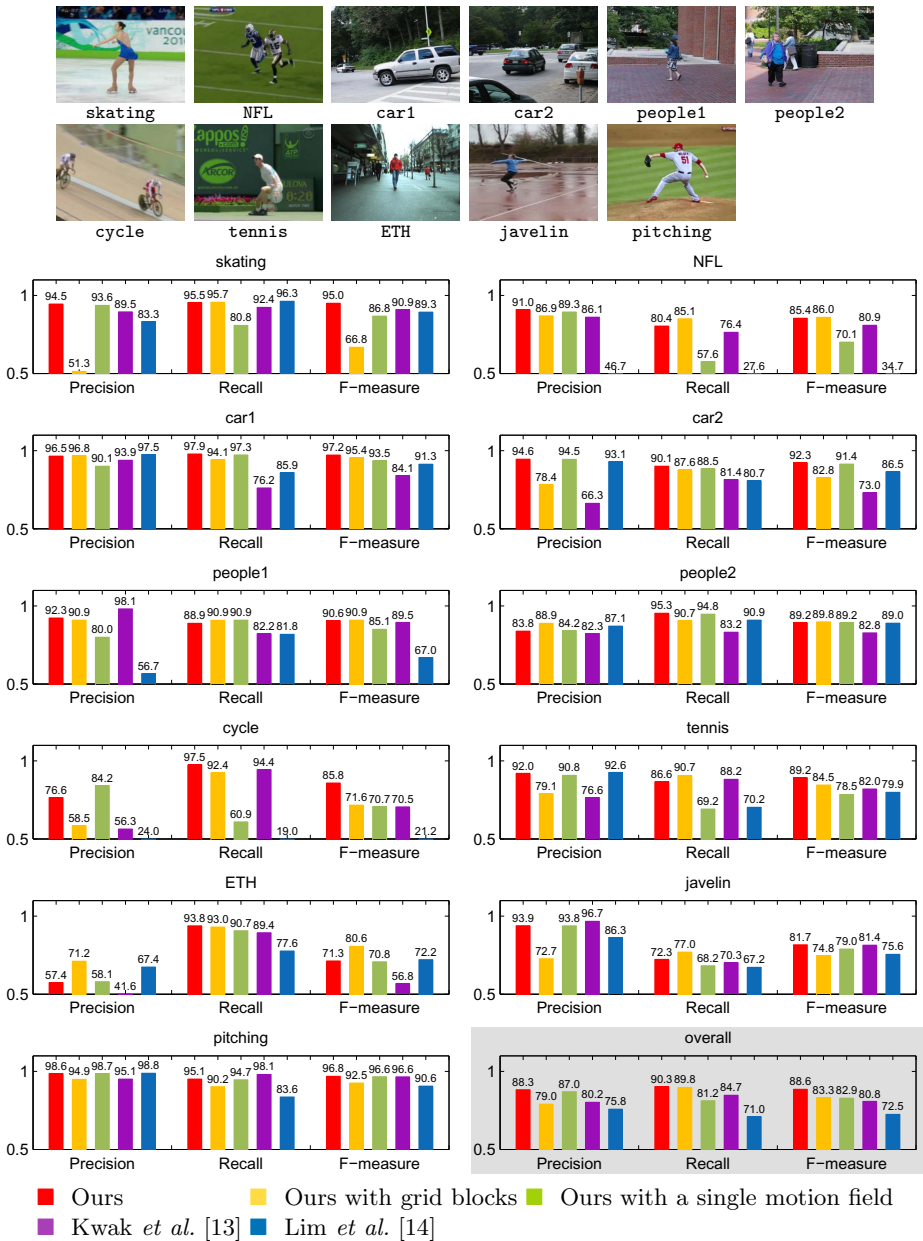 vancou
2010
skating NFL car1 car2 people1 people2
zappos
.com
ARCOR
ATP
ULOVA
0:20
51
cycle tennis ETH javelin pitching
skating
1
0.5
94.5 51.3 93.6 89.5 83.3 95.5 95.7 80.8 92.4 96.3 95.0 66.8 86.8 90.9 89.3
Precision Recall F−measure
NFL
1
0.5
91.0 86.9 89.3 86.1 46.7 80.4 85.1 57.6 76.4 27.6 85.4 86.0 70.1 80.9 34.7
Precision Recall F−measure
car1
1
0.5
96.5 96.8 90.1 93.9 97.5 97.9 94.1 97.3 76.2 85.9 97.2 95.4 93.5 84.1 91.3
Precision Recall F−measure
car2
1
0.5
94.6 78.4 94.5 66.3 93.1 90.1 87.6 88.5 81.4 80.7 92.3 82.8 91.4 73.0 86.5
Precision Recall F−measure
people1
1
0.5
92.3 90.9 80.0 98.1 56.7 88.9 90.9 90.9 82.2 81.8 90.6 90.9 85.1 89.5 67.0
Precision Recall F−measure
people2
1
0.5
83.8 88.9 84.2 82.3 87.1 95.3 90.7 94.8 83.2 90.9 89.2 89.8 89.2 82.8 89.0
Precision Recall F−measure
cycle
1
0.5
76.6 58.5 84.2 56.3 24.0 97.5 92.4 60.9 94.4 19.0 85.8 71.6 70.7 70.5 21.2
Precision Recall F−measure
tennis
1
0.5
92.0 79.1 90.8 76.6 92.6 86.6 90.7 69.2 88.2 70.2 89.2 84.5 78.5 82.0 79.9
Precision Recall F−measure
ETH
1
0.5
57.4 71.2 58.1 41.6 67.4 93.8 93.0 90.7 89.4 77.6 71.3 80.6 70.8 56.8 72.2
Precision Recall F−measure
javelin
1
0.5
93.9 72.7 93.8 96.7 86.3 72.3 77.0 68.2 70.3 67.2 81.7 74.8 79.0 81.4 75.6
Precision Recall F−measure
pitching
1
0.5
98.6 94.9 98.7 95.1 98.8 95.1 90.2 94.7 98.1 83.6 96.8 92.5 96.6 96.6 90.6
Precision Recall F−measure
overall
1
0.5
88.3 79.0 87.0 80.2 75.8 90.3 89.8 81.2 84.7 71.0 88.6 83.3 82.9 80.8 72.5
Precision Recall F−measure
Ours Ours with grid blocks Ours with a single motion field
Kwak et al. [13] Lim et al. [14]